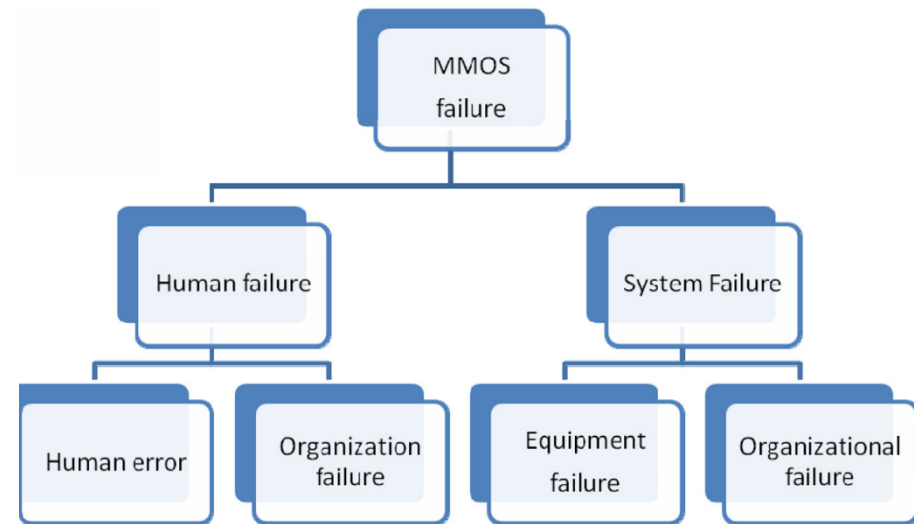 MMOS
failure
Human failure
System Failure
Human error
Organization
failure
Equipment
failure
Organizational
failure